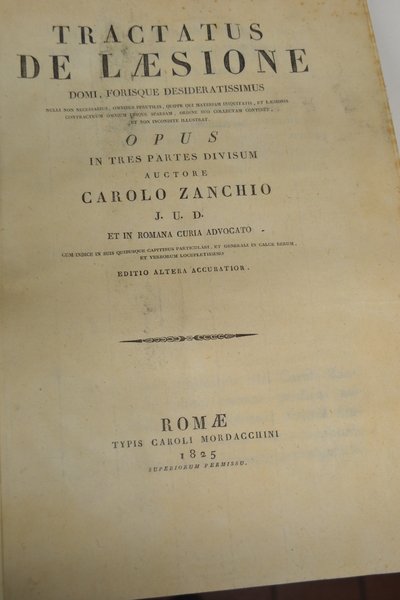 TRACTATUS
DE LÆSIONE
DOMI, FORISQUE DESIDERATISSIMUS
NULLI NON NECESSARIUS, OMNIBUS PERUTILIS, QUIPPE QUI MATERIAM INIQUITATIS, ET LÆSIONIS
CONTRACTUUM OMNIUM UBIQUE SPARSAM, ORDINE SUO COLLECTAM CONTINET,
ET NON INCONDITE ILLUSTRAT.
OPUS
IN TRES PARTES DIVISUM
AUCTORE
CAROLO ZANCHIO
J. U. D.
ET IN ROMANA CURIA ADVOCATO
CUM INDICE IN SUIS QUIBUSQUE CAPITIBUS PARTICULARI, ET GENERALI IN CALCE RERUM,
ET VERBORUM LOCUPLETISSIMO
EDITIO ALTERA ACCURATIOR.
ROMÆ
TYPIS CAROLI MORDACCHINI
1825
SUPERIORUM PERMISSU.